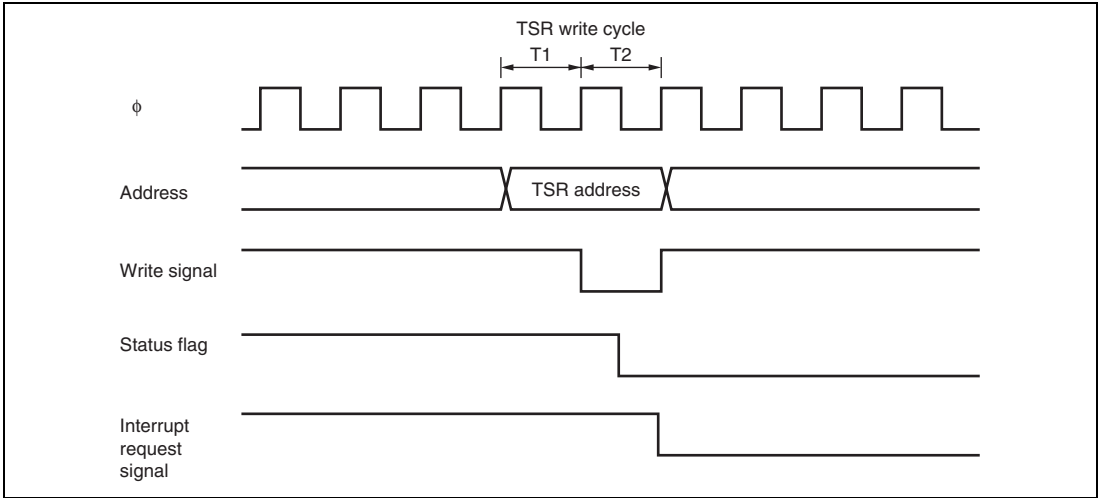 TSR write cycle
T1 T2
ϕ
Address
TSR address
Write signal
Status flag
Interrupt
request
signal